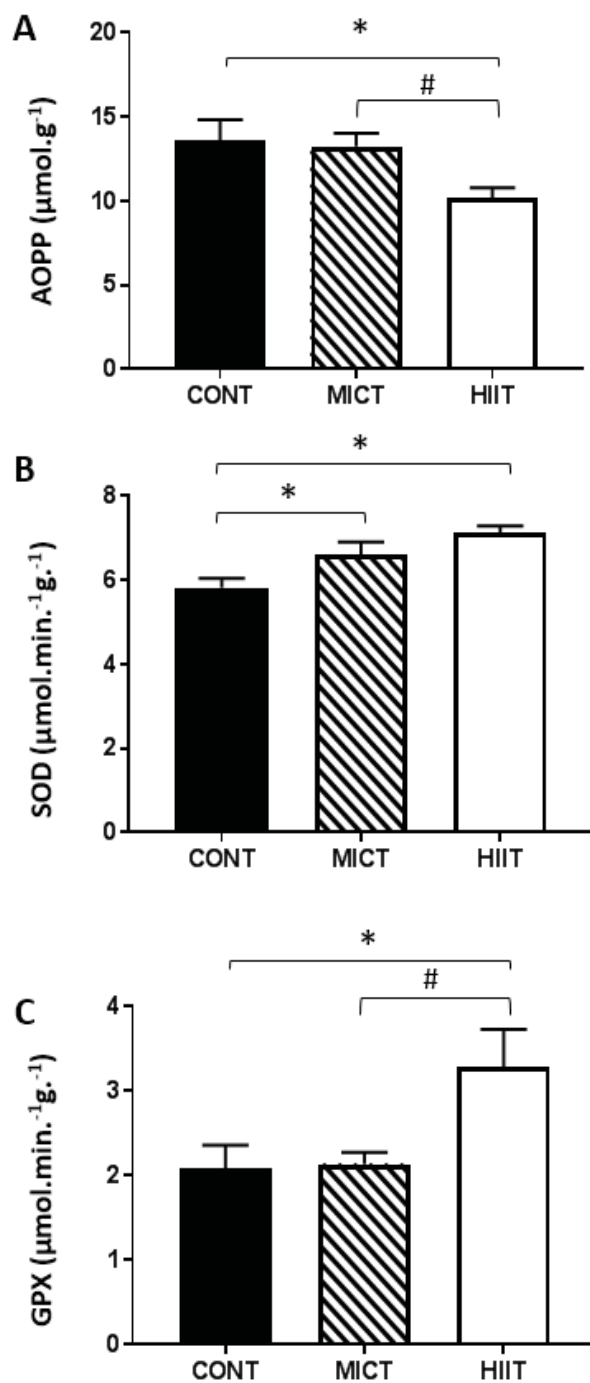 A
AOPP (μmol.g⁻¹)
20
15
10
5
0
*
#
CONT MICT HIIT
B
SOD (μmol.min.⁻¹g.⁻¹)
8
6
4
2
0
*
*
CONT MICT HIIT
C
GPX (μmol.min.⁻¹g.⁻¹)
4
3
2
1
0
*
#
CONT MICT HIIT